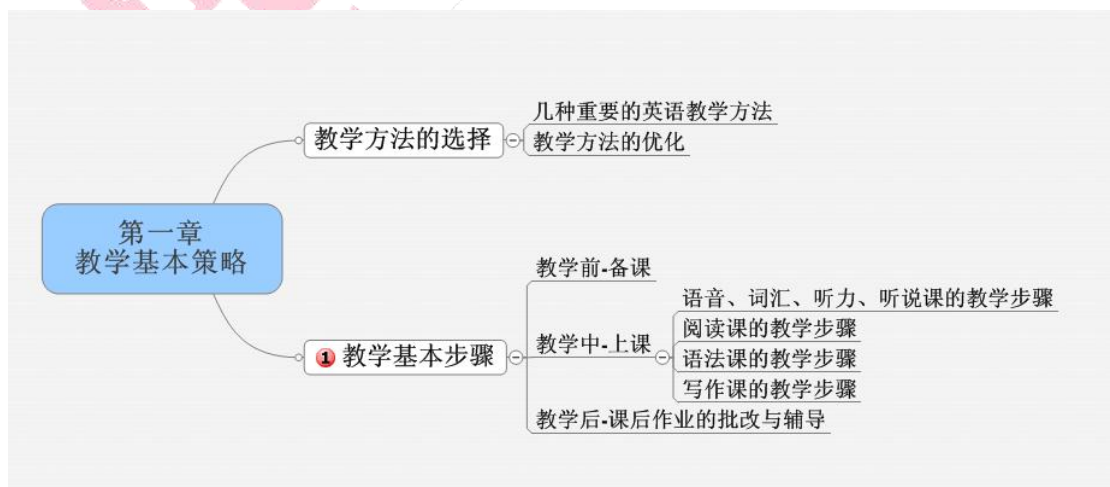 第一章
教学基本策略
教学方法的选择
几种重要的英语教学方法
教学方法的优化
1 教学基本步骤
教学前-备课
教学中-上课
语音、词汇、听力、听说课的教学步骤
阅读课的教学步骤
语法课的教学步骤
写作课的教学步骤
教学后-课后作业的批改与辅导